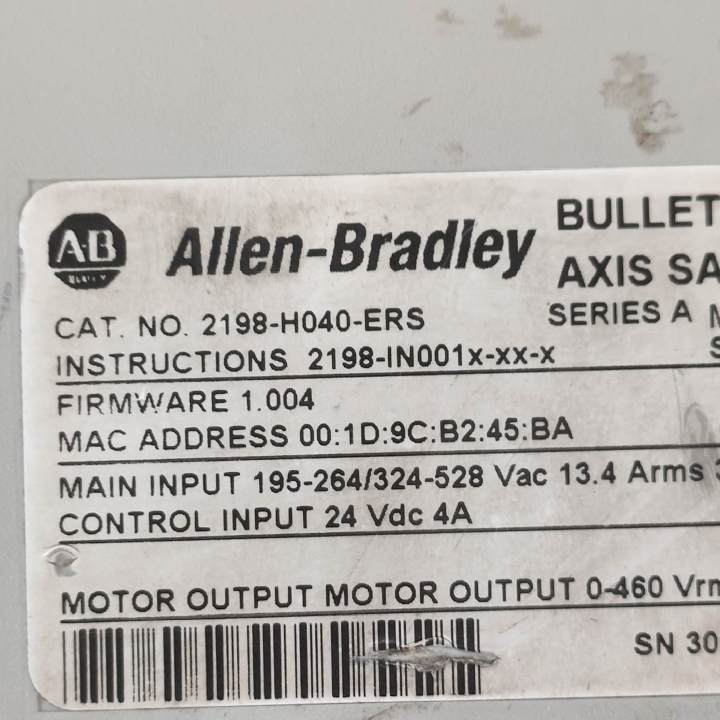 AB
QUALITY
Allen-Bradley
BULLET
AXIS SA
CAT. NO. 2198-H040-ERS
SERIES A
INSTRUCTIONS 2198-IN001x-xx-x
FIRMWARE 1.004
MAC ADDRESS 00:1D:9C:B2:45:BA
MAIN INPUT 195-264/324-528 Vac 13.4 Arms
CONTROL INPUT 24 Vdc 4A
MOTOR OUTPUT MOTOR OUTPUT 0-460 Vrm
SN 30